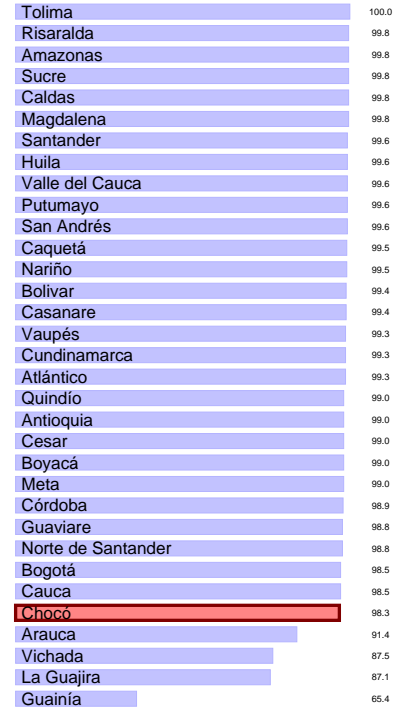 Tolima 100.0
Risaralda 99.8
Amazonas 99.8
Sucre 99.8
Caldas 99.8
Magdalena 99.8
Santander 99.6
Huila 99.6
Valle del Cauca 99.6
Putumayo 99.6
San Andrés 99.6
Caquetá 99.5
Nariño 99.5
Bolivar 99.4
Casanare 99.4
Vaupés 99.3
Cundinamarca 99.3
Atlántico 99.3
Quindío 99.0
Antioquia 99.0
Cesar 99.0
Boyacá 99.0
Meta 99.0
Córdoba 98.9
Guaviare 98.8
Norte de Santander 98.8
Bogotá 98.5
Cauca 98.5
Chocó 98.3
Arauca 91.4
Vichada 87.5
La Guajira 87.1
Guainía 65.4